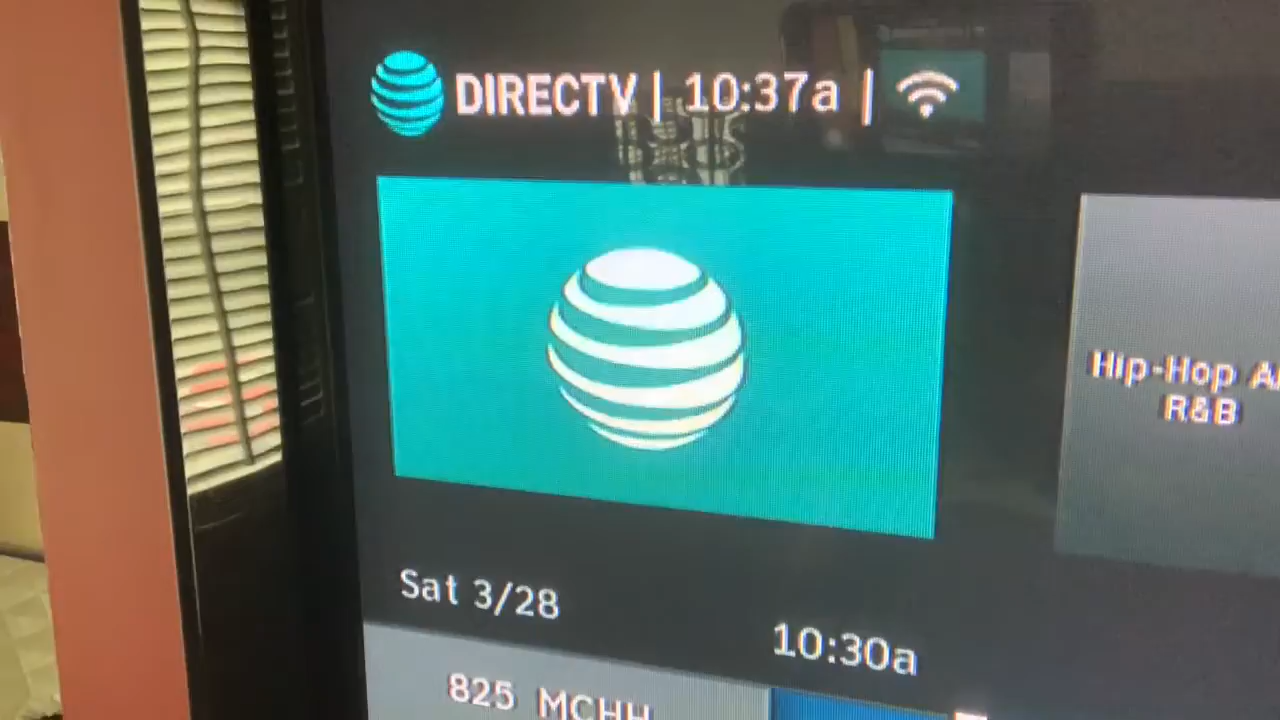 DIRECTV | 10:37a |
Hip-Hop
R&B
Sat 3/28
10:30a
825 MCHH